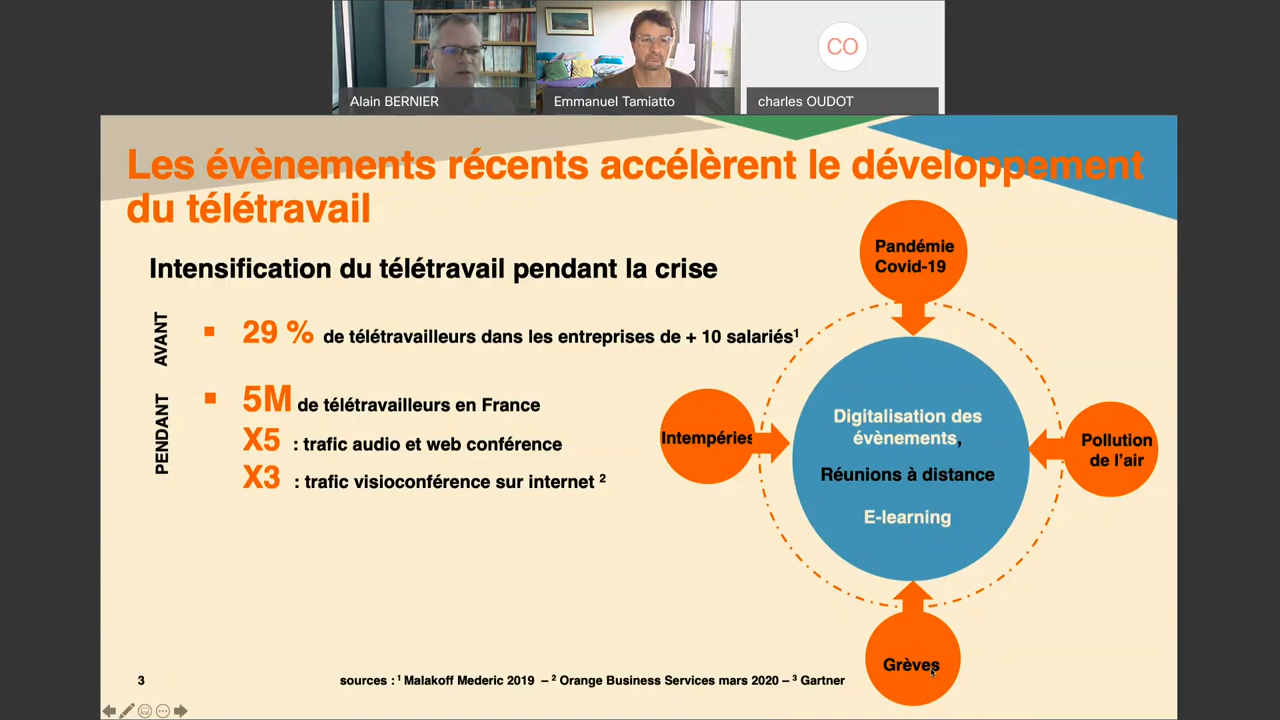 Alain BERNIER
Emmanuel Tamiatto
CO
charles OUDOT
Les évènements récents accélèrent le développement
du télétravail
Intensification du télétravail pendant la crise
AVANT
29 % de télétravailleurs dans les entreprises de + 10 salariés¹
PENDANT
5M de télétravailleurs en France
X5 : trafic audio et web conférence
X3 : trafic visioconférence sur internet ²
Pandémie
Covid-19
Intempéries
Digitalisation des
évènements,
Réunions à distance
E-learning
Pollution
de l'air
Grèves
3
sources : ¹ Malakoff Mederic 2019 – ² Orange Business Services mars 2020 – ³ Gartner